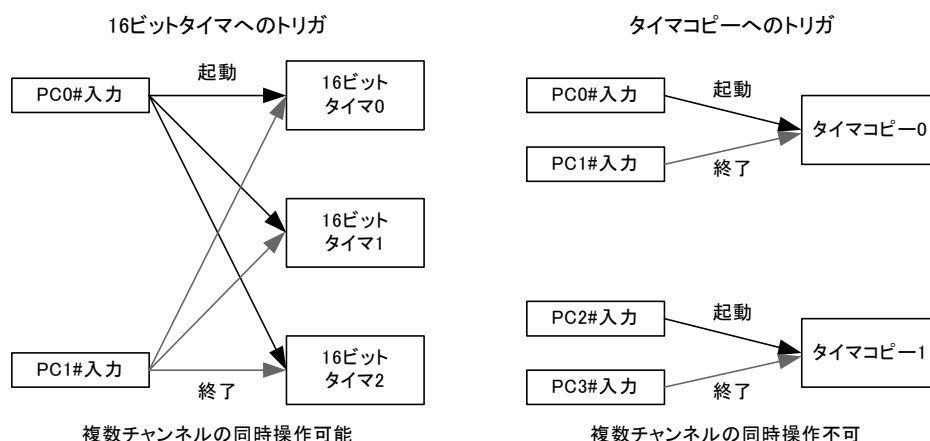 16ビットタイマへのトリガ
PC0#入力
起動
16ビット
タイマ0
16ビット
タイマ1
PC1#入力
終了
16ビット
タイマ2
複数チャンネルの同時操作可能
タイマコピーへのトリガ
PC0#入力
起動
タイマコピー0
PC1#入力
終了
PC2#入力
起動
タイマコピー1
PC3#入力
終了
複数チャンネルの同時操作不可